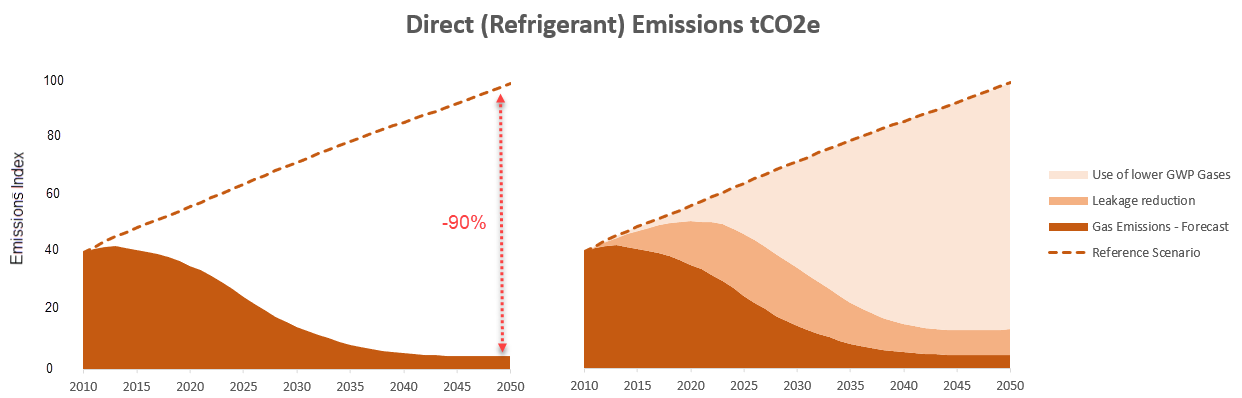 Direct (Refrigerant) Emissions tCO2e
Emissions Index
100
80
60
40
20
0
-90%
2010 2015 2020 2025 2030 2035 2040 2045 2050
2010 2015 2020 2025 2030 2035 2040 2045 2050
Use of lower GWP Gases
Leakage reduction
Gas Emissions - Forecast
Reference Scenario